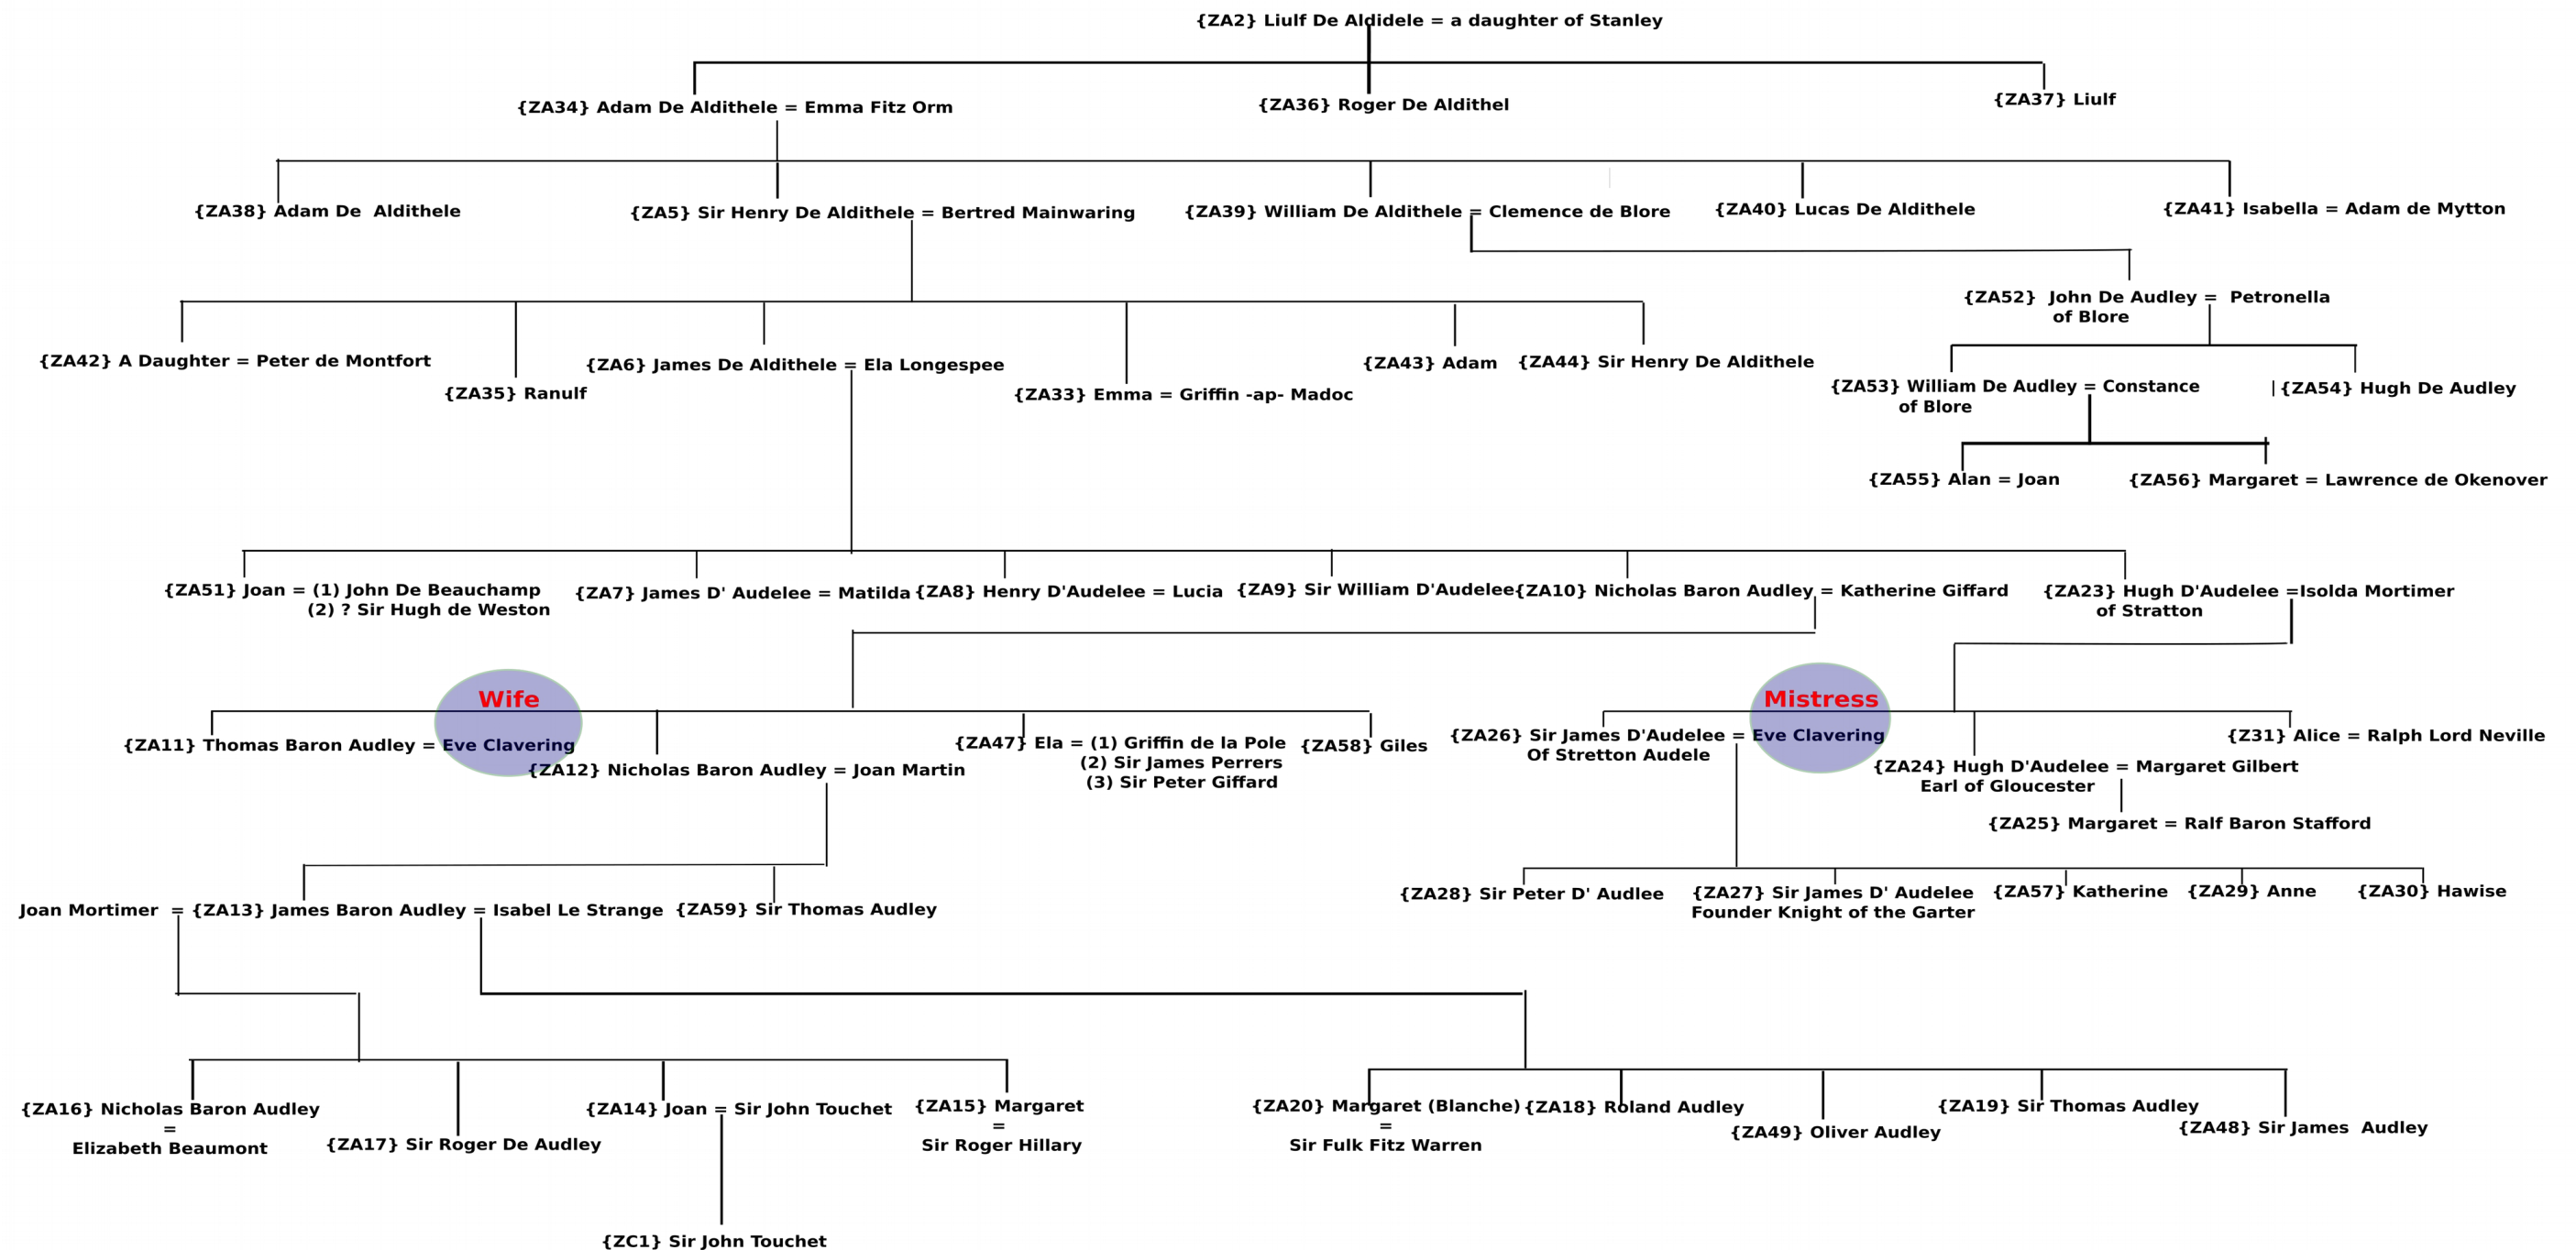 {ZA2} Liulf De Aldidele = a daughter of Stanley
{ZA34} Adam De Aldithele = Emma Fitz Orm
{ZA36} Roger De Aldithel
{ZA37} Liulf
{ZA38} Adam De Aldithele
{ZA5} Sir Henry De Aldithele = Bertred Mainwaring
{ZA39} William De Aldithele = Clemence de Blore
{ZA40} Lucas De Aldithele
{ZA41} Isabella = Adam de Mytton
{ZA52} John De Audley = Petronella
of Blore
{ZA42} A Daughter = Peter de Montfort
{ZA35} Ranulf
{ZA6} James De Aldithele = Ela Longespee
{ZA33} Emma = Griffin -ap- Madoc
{ZA43} Adam
{ZA44} Sir Henry De Aldithele
{ZA53} William De Audley = Constance
of Blore
|{ZA54} Hugh De Audley
{ZA55} Alan = Joan
{ZA56} Margaret = Lawrence de Okenover
{ZA51} Joan = (1) John De Beauchamp
(2) ? Sir Hugh de Weston
{ZA7} James D' Audelee = Matilda
{ZA8} Henry D'Audelee = Lucia
{ZA9} Sir William D'Audelee
{ZA10} Nicholas Baron Audley = Katherine Giffard
{ZA23} Hugh D'Audelee =Isolda Mortimer
of Stratton
Wife
Mistress
{ZA11} Thomas Baron Audley = Eve Clavering
{ZA12} Nicholas Baron Audley = Joan Martin
{ZA47} Ela = (1) Griffin de la Pole
(2) Sir James Perrers
(3) Sir Peter Giffard
{ZA58} Giles
{ZA26} Sir James D'Audelee = Eve Clavering
Of Stretton Audele
{ZA24} Hugh D'Audelee = Margaret Gilbert
Earl of Gloucester
{Z31} Alice = Ralph Lord Neville
{ZA25} Margaret = Ralf Baron Stafford
Joan Mortimer = {ZA13} James Baron Audley = Isabel Le Strange
{ZA59} Sir Thomas Audley
{ZA28} Sir Peter D' Audlee
{ZA27} Sir James D' Audelee
Founder Knight of the Garter
{ZA57} Katherine
{ZA29} Anne
{ZA30} Hawise
{ZA16} Nicholas Baron Audley
=
Elizabeth Beaumont
{ZA17} Sir Roger De Audley
{ZA14} Joan = Sir John Touchet
{ZA15} Margaret
=
Sir Roger Hillary
{ZA20} Margaret (Blanche)
=
Sir Fulk Fitz Warren
{ZA18} Roland Audley
{ZA49} Oliver Audley
{ZA19} Sir Thomas Audley
{ZA48} Sir James Audley
{ZC1} Sir John Touchet